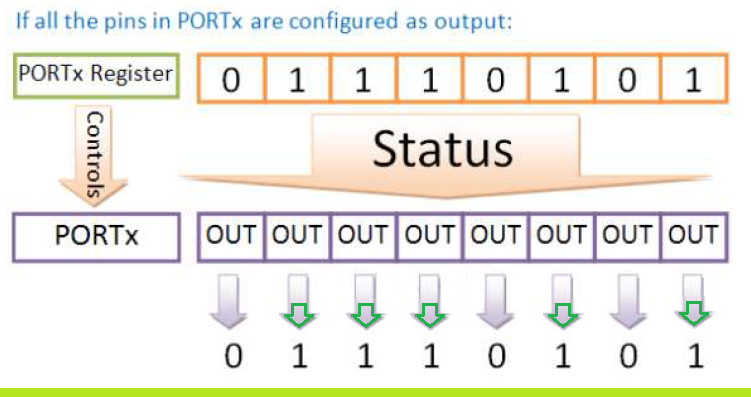 If all the pins in PORTx are configured as output:
PORTx Register 0 1 1 1 0 1 0 1
Controls
Status
PORTx OUT OUT OUT OUT OUT OUT OUT OUT
0 1 1 1 0 1 0 1